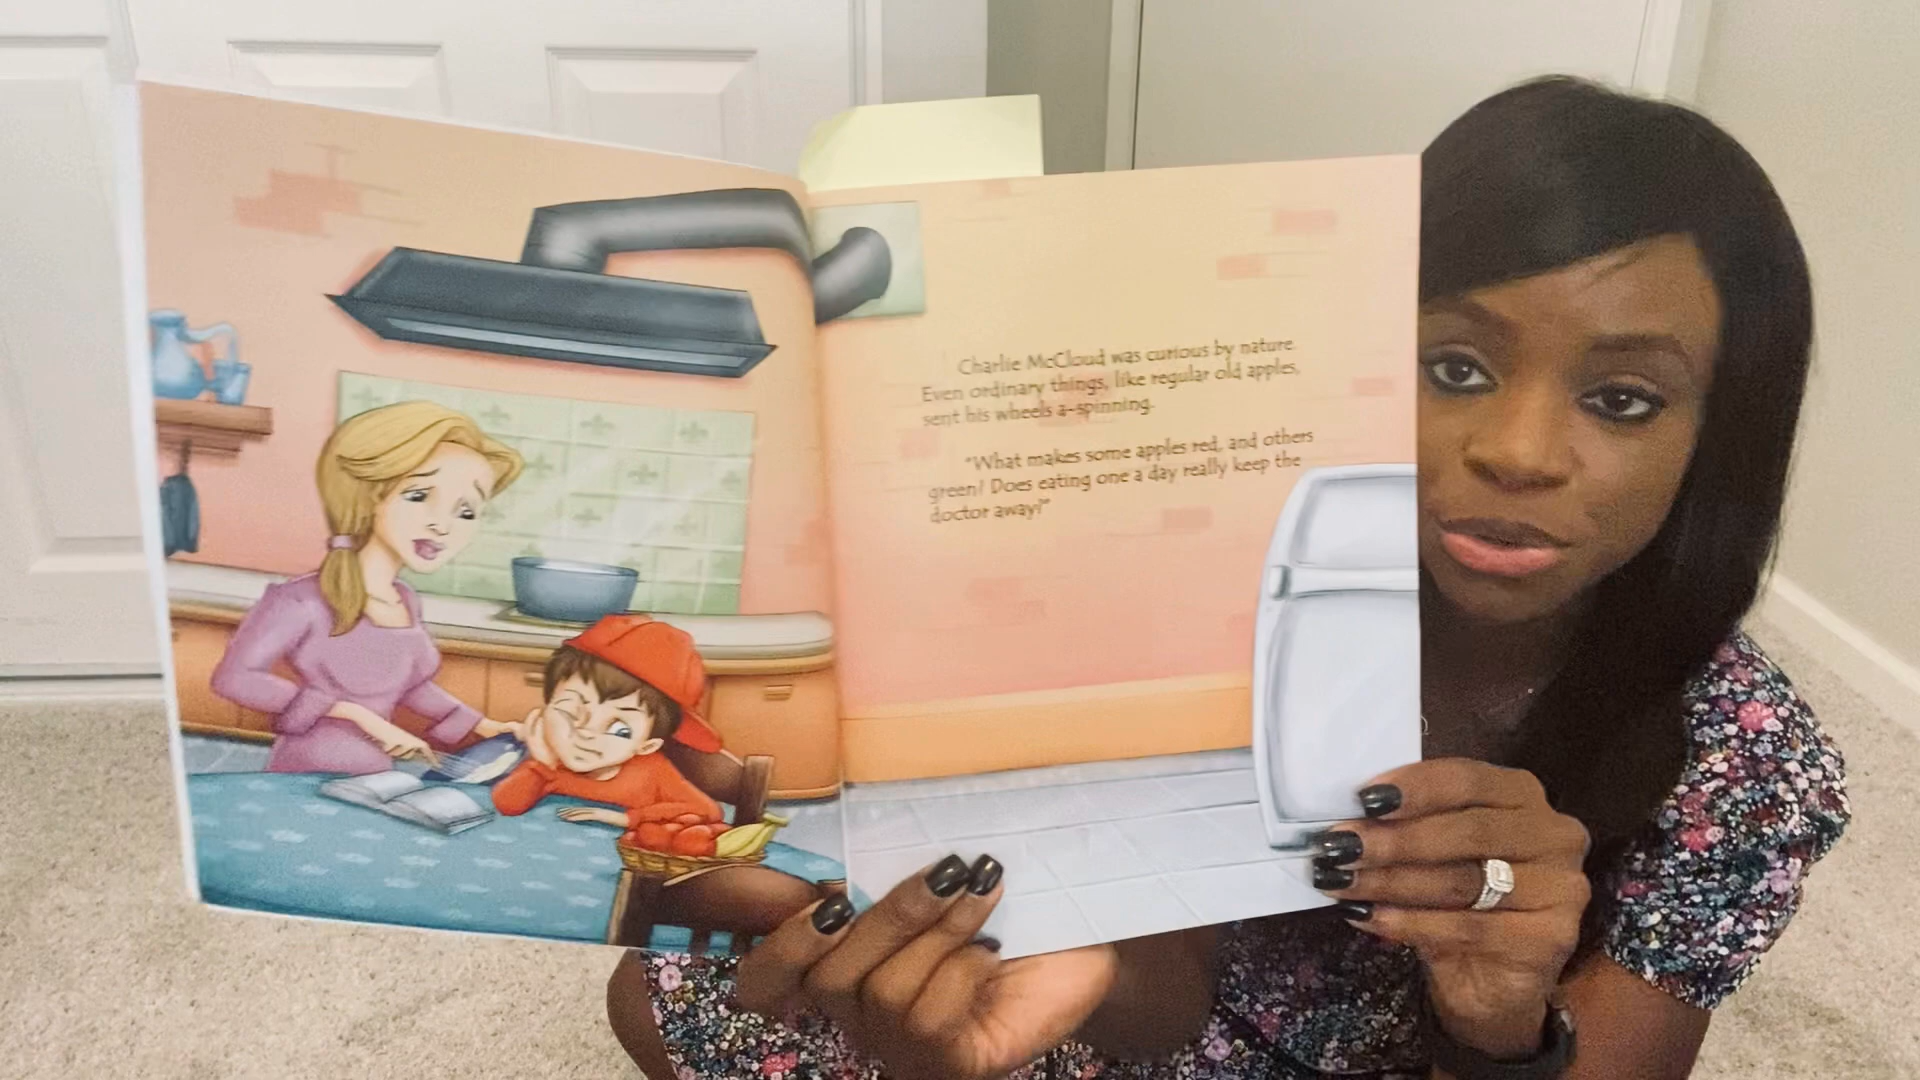 Charlie McCloud was curious by nature.
Even ordinary things, like regular old apples,
sent his wheels a-spinning.
"What makes some apples red, and others
green? Does eating one a day really keep the
doctor away?"